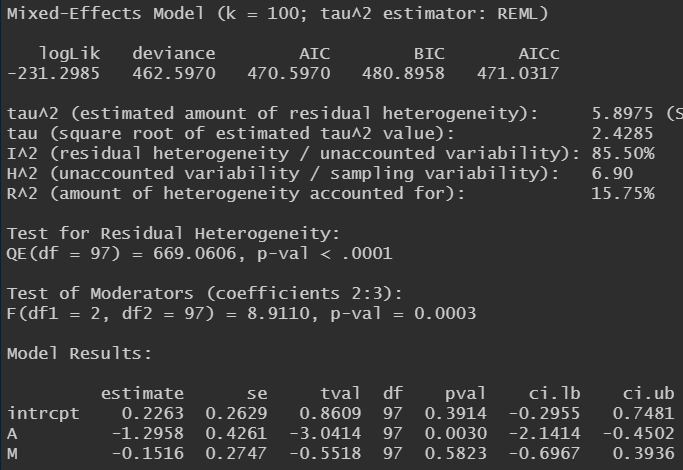 Mixed-Effects Model (k = 100; tau^2 estimator: REML)
logLik deviance AIC BIC AICc
-231.2985 462.5970 470.5970 480.8958 471.0317
tau^2 (estimated amount of residual heterogeneity): 5.8975 (S
tau (square root of estimated tau^2 value): 2.4285
I^2 (residual heterogeneity / unaccounted variability): 85.50%
H^2 (unaccounted variability / sampling variability): 6.90
R^2 (amount of heterogeneity accounted for): 15.75%
Test for Residual Heterogeneity:
QE(df = 97) = 669.0606, p-val < .0001
Test of Moderators (coefficients 2:3):
F(df1 = 2, df2 = 97) = 8.9110, p-val = 0.0003
Model Results:
estimate se tval df pval ci.lb ci.ub
intrcpt 0.2263 0.2629 0.8609 97 0.3914 -0.2955 0.7481
A -1.2958 0.4261 -3.0414 97 0.0030 -2.1414 -0.4502
M -0.1516 0.2747 -0.5518 97 0.5823 -0.6967 0.3936